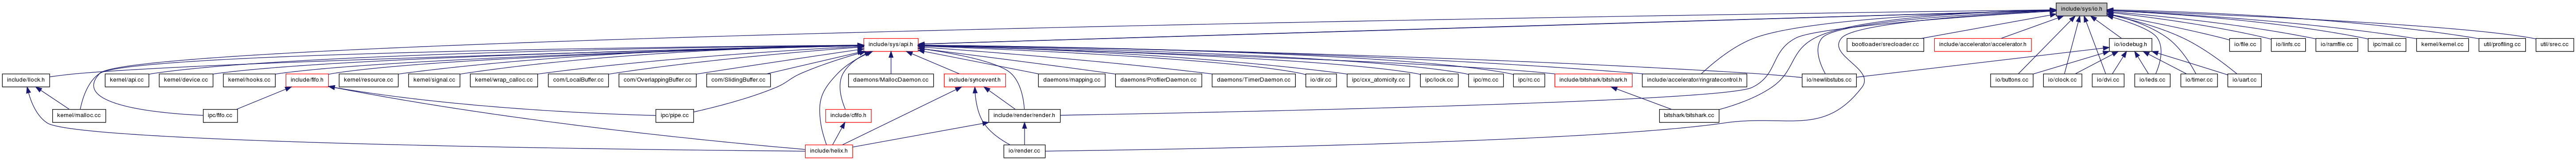 include/sys/io.h
include/sys/api.h
bootloader/srecloader.cc
include/accelerator/accelerator.h
io/iodebug.h
io/file.cc
io/linfo.cc
io/ramfile.cc
ipc/mail.cc
kernel/kernel.cc
util/profiling.cc
util/srec.cc
include/flock.h
kernel/api.cc
kernel/device.cc
kernel/hooks.cc
include/fifo.h
kernel/resource.cc
kernel/signal.cc
kernel/wrap_calloc.cc
com/LocalBuffer.cc
com/OverlappingBuffer.cc
com/SlidingBuffer.cc
daemons/MallocDaemon.cc
include/syncevent.h
daemons/mapping.cc
daemons/ProfilerDaemon.cc
daemons/TimerDaemon.cc
io/dir.cc
ipc/cxx_atomicity.cc
ipc/lock.cc
ipc/mc.cc
ipc/rc.cc
include/bitshark/bitshark.h
include/accelerator/ringratecontrol.h
io/newlibstubs.cc
io/buttons.cc
io/clock.cc
io/dvi.cc
io/leds.cc
io/timer.cc
io/uart.cc
kernel/malloc.cc
ipc/fifo.cc
ipc/pipe.cc
include/cfifo.h
include/render/render.h
bitshark/bitshark.cc
include/helix.h
io/render.cc